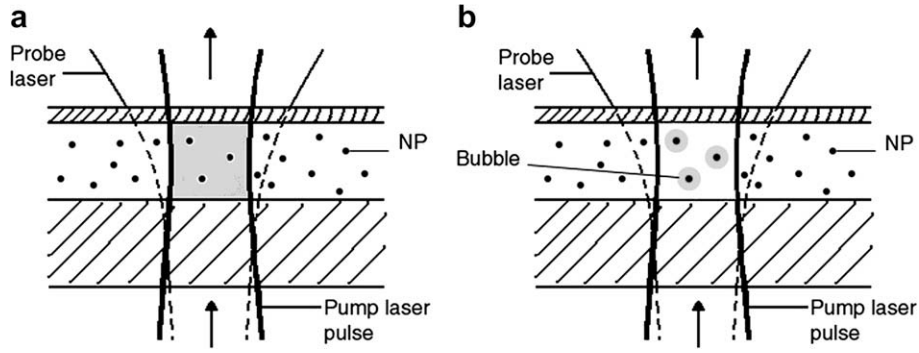 a
Probe
laser
NP
Pump laser
pulse
b
Probe
laser
Bubble
NP
Pump laser
pulse